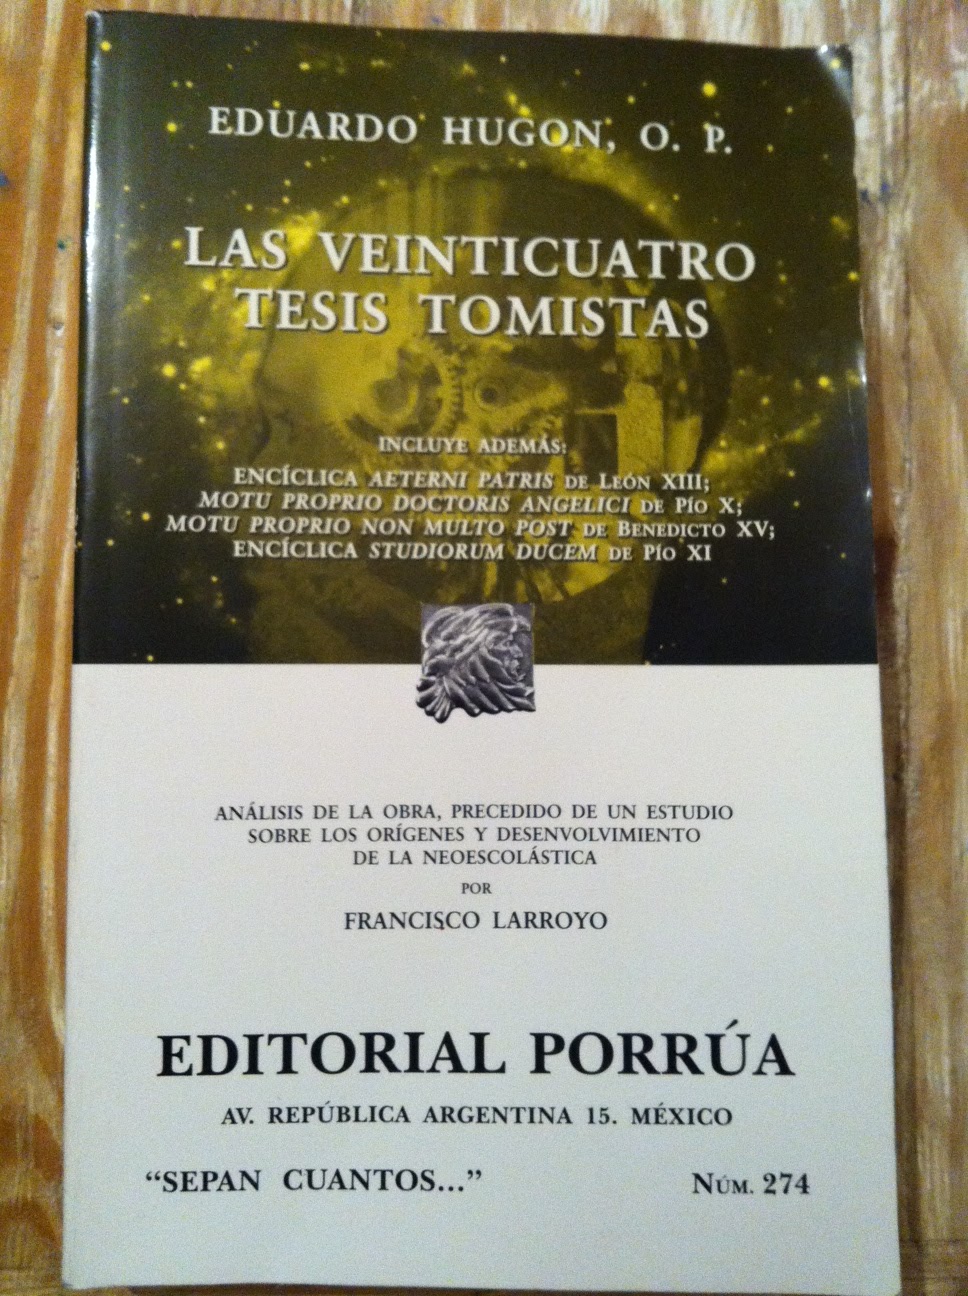 EDUARDO HUGON, O. P.
LAS VEINTICUATRO
TESIS TOMISTAS
INCLUYE ADEMÁS:
ENCÍCLICA AETERNI PATRIS DE LEÓN XIII;
MOTU PROPRIO DOCTORIS ANGELICI DE PÍO X;
MOTU PROPRIO NON MULTO POST DE BENEDICTO XV;
ENCÍCLICA STUDIORUM DUCEM DE PÍO XI
ANÁLISIS DE LA OBRA, PRECEDIDO DE UN ESTUDIO
SOBRE LOS ORÍGENES Y DESENVOLVIMIENTO
DE LA NEOESCOLÁSTICA
POR
FRANCISCO LARROYO
EDITORIAL PORRÚA
AV. REPÚBLICA ARGENTINA 15. MÉXICO
“SEPAN CUANTOS...” NÚM. 274